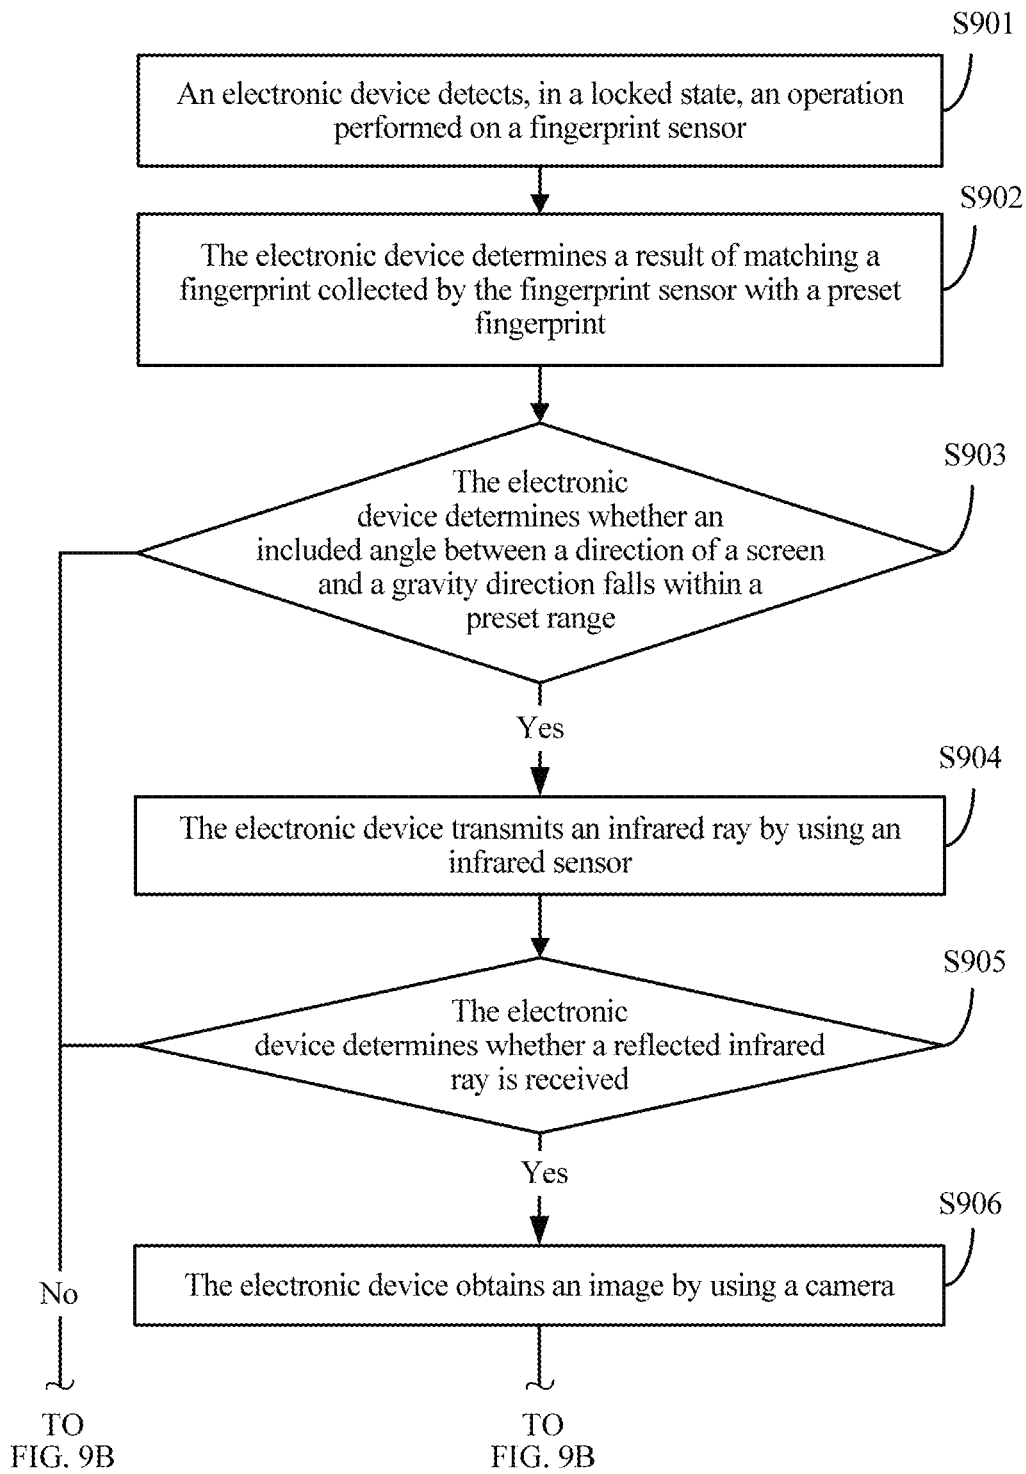 S901
An electronic device detects, in a locked state, an operation
performed on a fingerprint sensor
S902
The electronic device determines a result of matching a
fingerprint collected by the fingerprint sensor with a preset
fingerprint
S903
The electronic
device determines whether an
included angle between a direction of a screen
and a gravity direction falls within a
preset range
Yes
S904
The electronic device transmits an infrared ray by using an
infrared sensor
S905
The electronic
device determines whether a reflected infrared
ray is received
Yes
S906
The electronic device obtains an image by using a camera
No
TO
FIG. 9B
TO
FIG. 9B